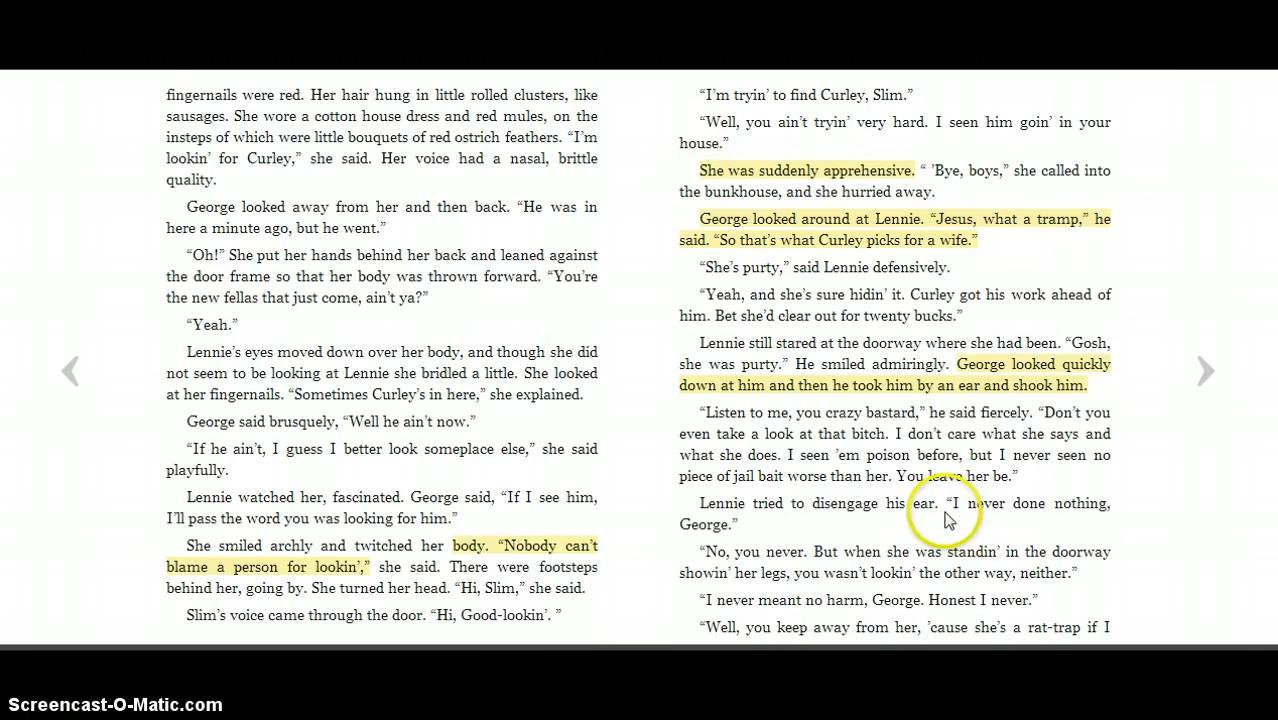 fingernails were red. Her hair hung in little rolled clusters, like
sausages. She wore a cotton house dress and red mules, on the
insteps of which were little bouquets of red ostrich feathers. “I’m
lookin’ for Curley,” she said. Her voice had a nasal, brittle
quality.
George looked away from her and then back. “He was in
here a minute ago, but he went.”
“Oh!” She put her hands behind her back and leaned against
the door frame so that her body was thrown forward. “You’re
the new fellas that just come, ain’t ya?”
“Yeah.”
Lennie’s eyes moved down over her body, and though she did
not seem to be looking at Lennie she bridled a little. She looked
at her fingernails. “Sometimes Curley’s in here,” she explained.
George said brusquely, “Well he ain’t now.”
“If he ain’t, I guess I better look someplace else,” she said
playfully.
Lennie watched her, fascinated. George said, “If I see him,
I’ll pass the word you was looking for him.”
She smiled archly and twitched her body. “Nobody can’t
blame a person for lookin’,” she said. There were footsteps
behind her, going by. She turned her head. “Hi, Slim,” she said.
Slim’s voice came through the door. “Hi, Good-lookin’. ”
“I’m tryin’ to find Curley, Slim.”
“Well, you ain’t tryin’ very hard. I seen him goin’ in your
house.”
She was suddenly apprehensive. “ ’Bye, boys,” she called into
the bunkhouse, and she hurried away.
George looked around at Lennie. “Jesus, what a tramp,” he
said. “So that’s what Curley picks for a wife.”
“She’s purty,” said Lennie defensively.
“Yeah, and she’s sure hidin’ it. Curley got his work ahead of
him. Bet she’d clear out for twenty bucks.”
Lennie still stared at the doorway where she had been. “Gosh,
she was purty.” He smiled admiringly. George looked quickly
down at him and then he took him by an ear and shook him.
“Listen to me, you crazy bastard,” he said fiercely. “Don’t you
even take a look at that bitch. I don’t care what she says and
what she does. I seen ’em poison before, but I never seen no
piece of jail bait worse than her. You leave her be.”
Lennie tried to disengage his ear. “I never done nothing,
George.”
“No, you never. But when she was standin’ in the doorway
showin’ her legs, you wasn’t lookin’ the other way, neither.”
“I never meant no harm, George. Honest I never.”
“Well, you keep away from her, ’cause she’s a rat-trap if I
Screencast-O-Matic.com